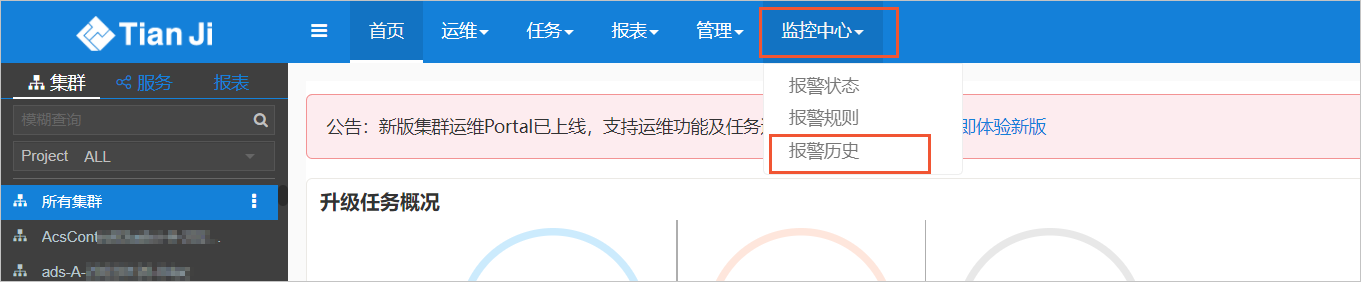 Tian Ji
首页 运维 任务 报表 管理 监控中心
集群 服务 报表
模糊查询
Project ALL
所有集群
AcsCont
ads-A-
报警状态
报警规则
报警历史
公告：新版集群运维Portal已上线，支持运维功能及任务 即体验新版
升级任务概况